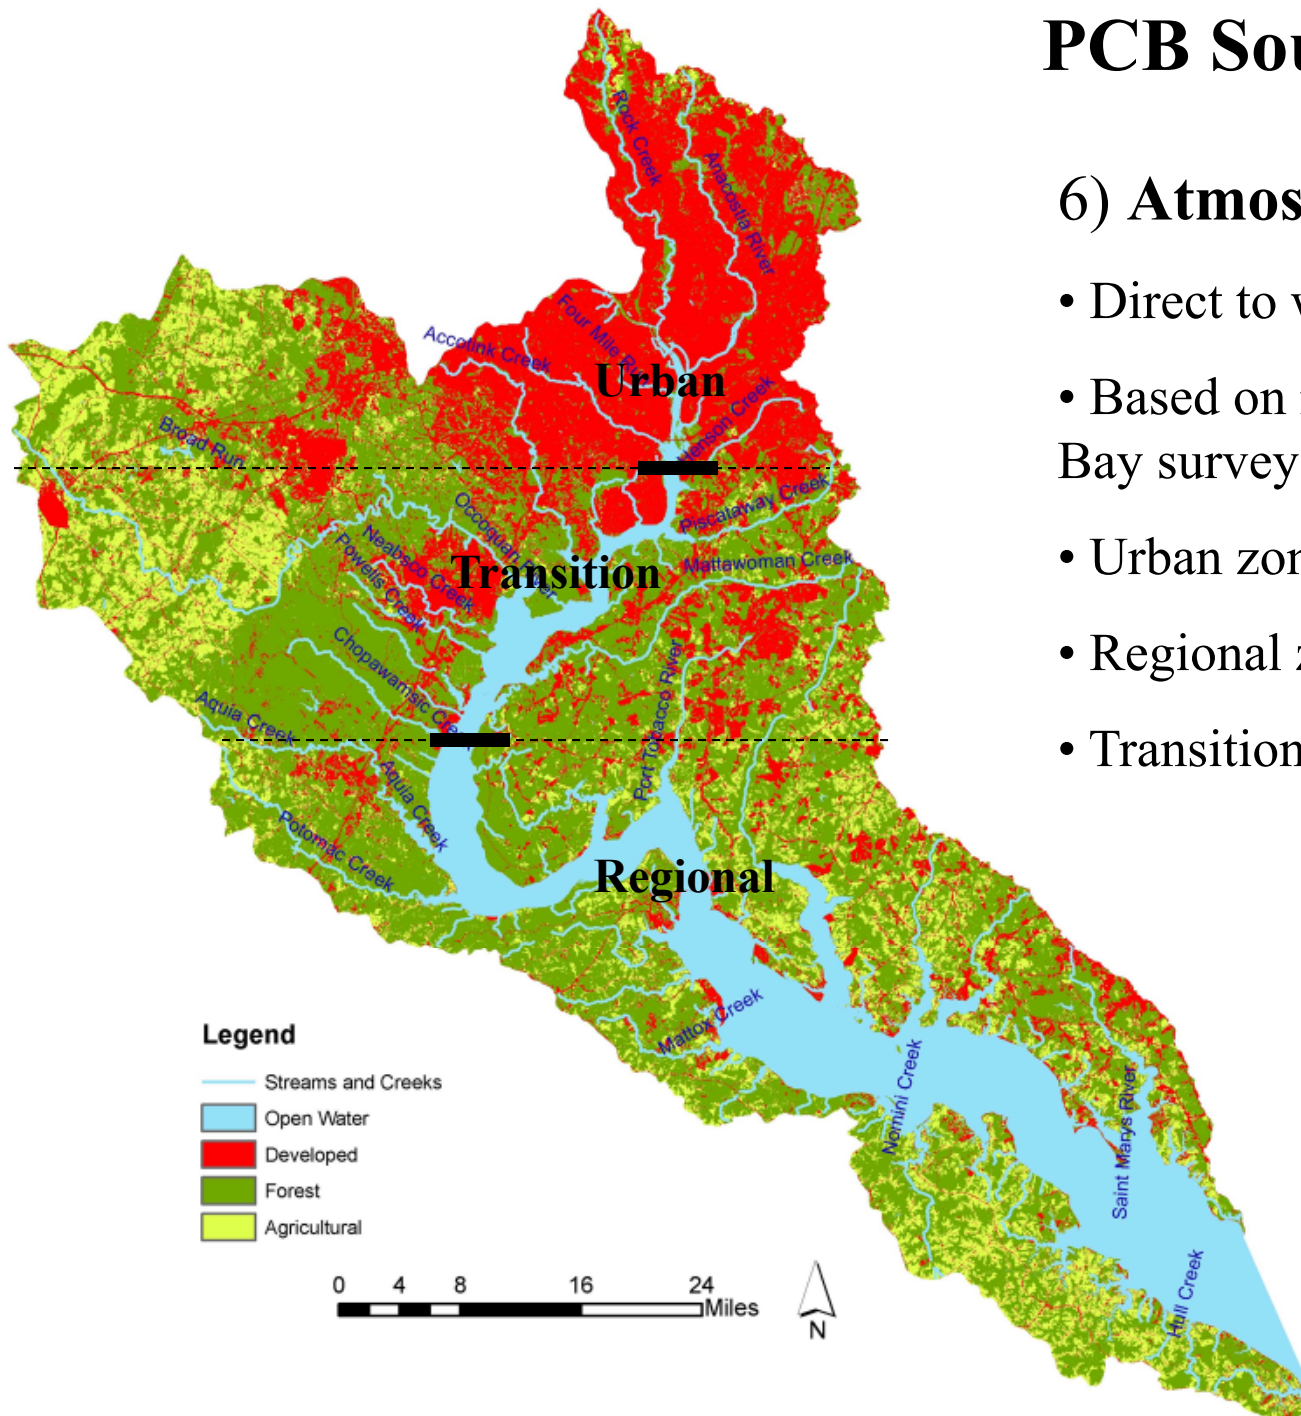 PCB Sou
6) Atmos
• Direct to w
• Based on
Bay survey
• Urban zon
• Regional
• Transition
Rock Creek
Anacostia River
Four Mile Run
Accotink Creek
Urban
Henson Creek
Broad Run
Piscataway Creek
Occoquan River
Neabsco Creek
Powells Creek
Transition
Mattawoman Creek
Chopawamsic Creek
Port Tobacco River
Aquia Creek
Aquia Creek
Potomac Creek
Regional
Mattox Creek
Nomini Creek
Saint Marys River
Hull Creek
Legend
Streams and Creeks
Open Water
Developed
Forest
Agricultural
0 4 8 16 24
Miles
N